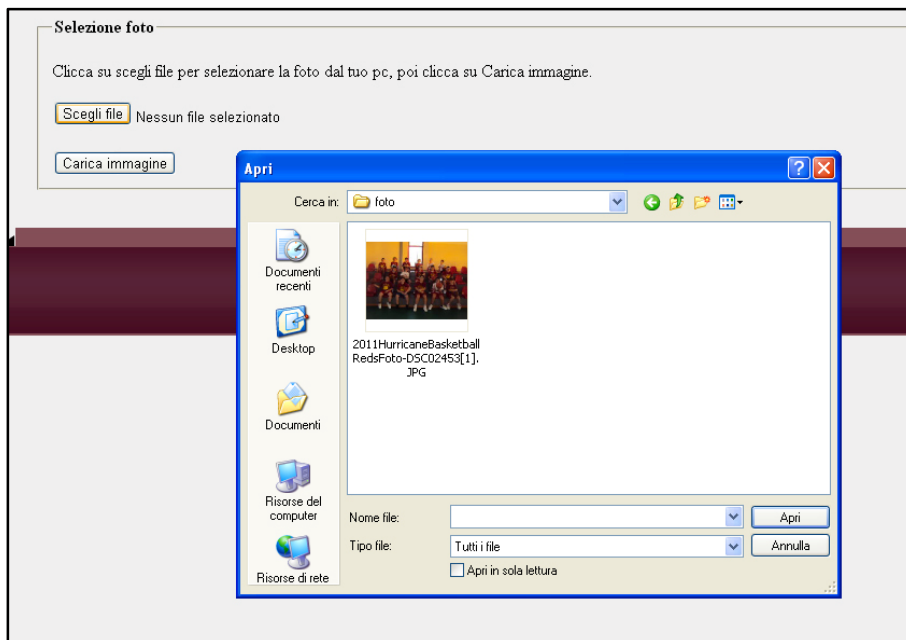 Selezione foto
Clicca su scegli file per selezionare la foto dal tuo pc, poi clicca su Carica immagine.
Scegli file Nessun file selezionato
Carica immagine
Apri
Cerca in: foto
Documenti
recenti
Desktop
Documenti
Risorse del
computer
Risorse di rete
2011HurricaneBasketball
RedsFoto-DSC02453[1].
JPG
Nome file: Apri
Tipo file: Tutti i file Annulla
Apri in sola lettura